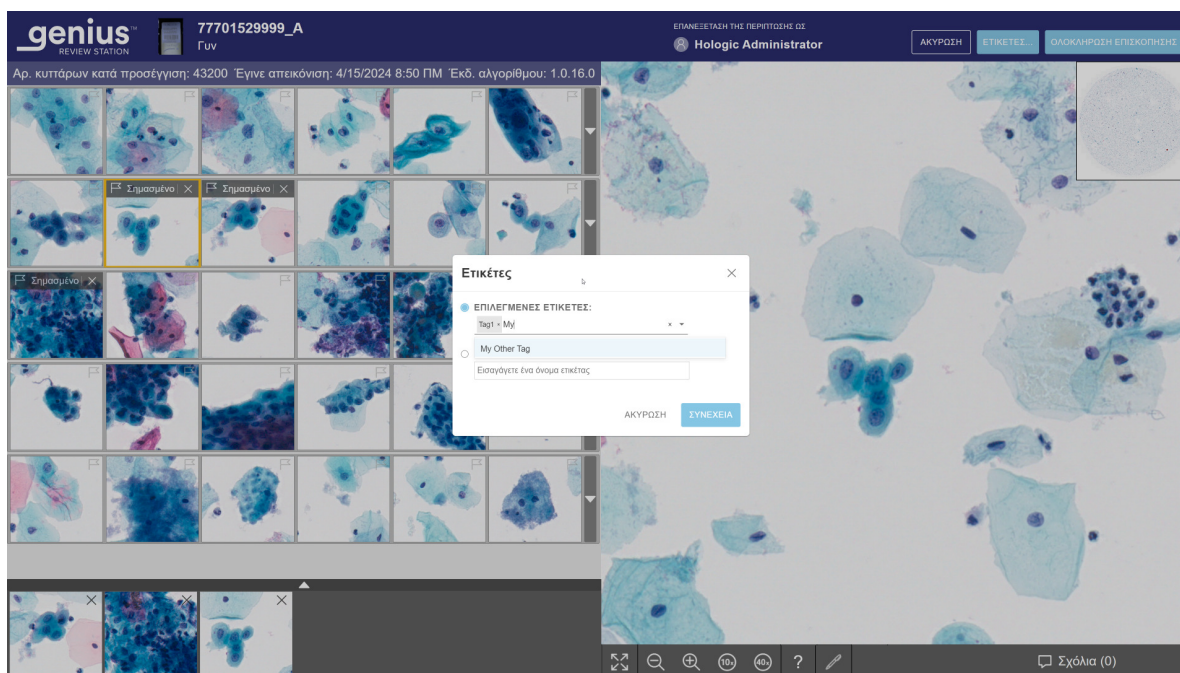 genius™
REVIEW STATION
77701529999_A
Γυν
ΕΠΑΝΕΞΕΤΑΣΗ ΤΗΣ ΠΕΡΙΠΤΩΣΗΣ ΩΣ
Hologic Administrator
ΑΚΥΡΩΣΗ
ΕΤΙΚΕΤΕΣ...
ΟΛΟΚΛΗΡΩΣΗ ΕΠΙΣΚΟΠΗΣΗΣ
Αρ. κυττάρων κατά προσέγγιση: 43200 Έγινε απεικόνιση: 4/15/2024 8:50 ΠΜ Έκδ. αλγορίθμου: 1.0.16.0
Σημασμένο
Σημασμένο
Σημασμένο
Ετικέτες
ΕΠΙΛΕΓΜΕΝΕΣ ΕΤΙΚΕΤΕΣ:
Tag1 × My
My Other Tag
Εισαγάγετε ένα όνομα ετικέτας
ΑΚΥΡΩΣΗ
ΣΥΝΕΧΕΙΑ
10x
40x
?
Σχόλια (0)